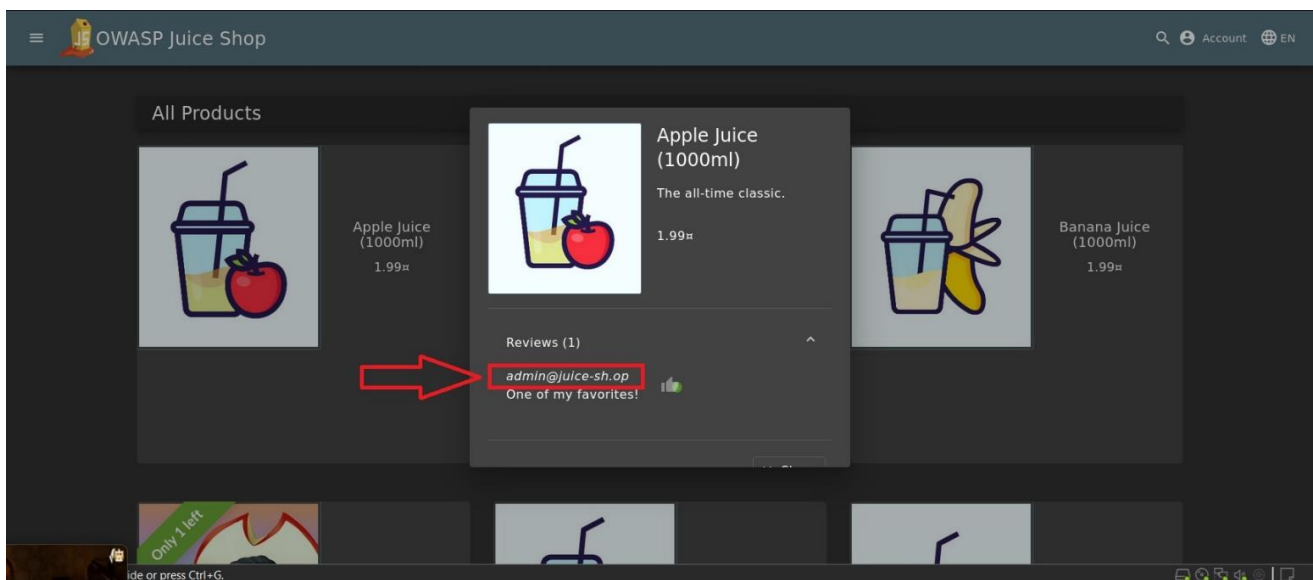 OWASP Juice Shop
Account
EN
All Products
Apple Juice
(1000ml)
1.99¤
Apple Juice
(1000ml)
The all-time classic.
1.99¤
Reviews (1)
admin@juice-sh.op
One of my favorites!
Banana Juice
(1000ml)
1.99¤
Only 1 left
ide or press Ctrl+G.